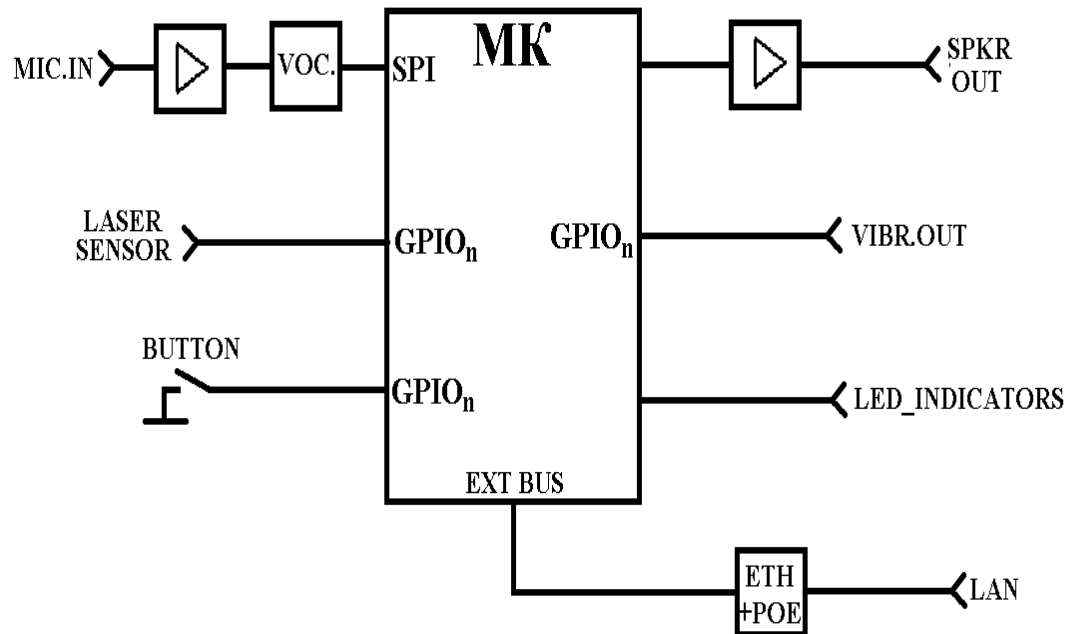 MIC.IN
VOC.
SPI
МК
SPKR
OUT
LASER
SENSOR
GPIOn
GPIOn
VIBR.OUT
BUTTON
GPIOn
LED_INDICATORS
EXT BUS
ETH
+POE
LAN